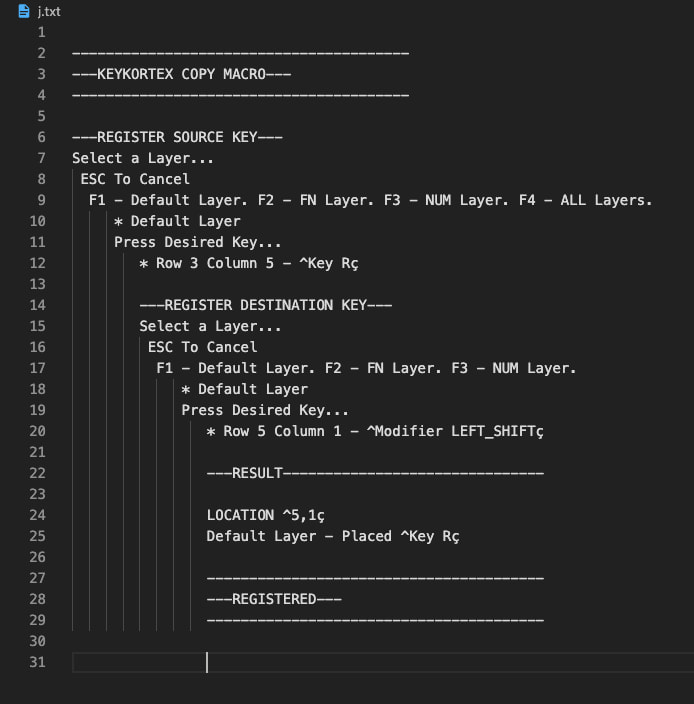 j.txt
1
2 ----------------------------------------
3 ---KEYKORTEX COPY MACRO---
4 ----------------------------------------
5
6 ---REGISTER SOURCE KEY---
7 Select a Layer...
8 ESC To Cancel
9 F1 - Default Layer. F2 - FN Layer. F3 - NUM Layer. F4 - ALL Layers.
10 * Default Layer
11 Press Desired Key...
12 * Row 3 Column 5 - ^Key Rç
13
14 ---REGISTER DESTINATION KEY---
15 Select a Layer...
16 ESC To Cancel
17 F1 - Default Layer. F2 - FN Layer. F3 - NUM Layer.
18 * Default Layer
19 Press Desired Key...
20 * Row 5 Column 1 - ^Modifier LEFT_SHIFTç
21
22 ---RESULT-------------------------------
23
24 LOCATION ^5,1ç
25 Default Layer - Placed ^Key Rç
26
27 ----------------------------------------
28 ---REGISTERED---
29 ----------------------------------------
30
31